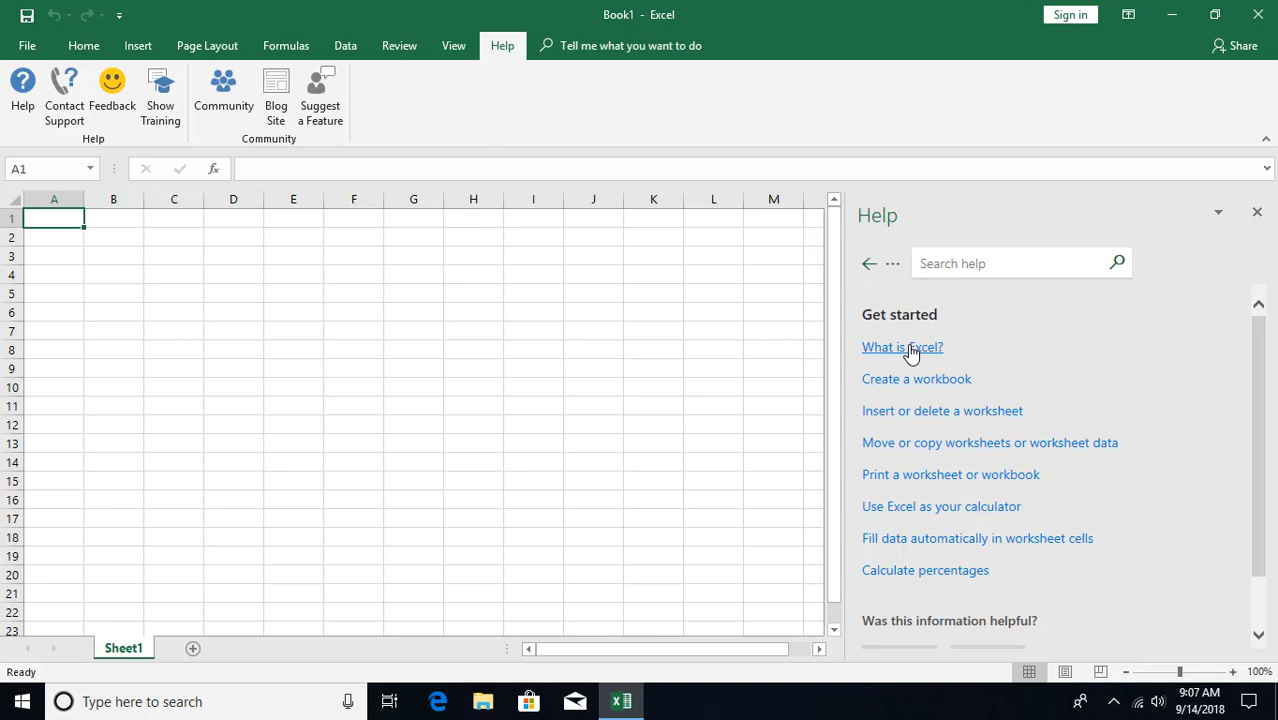 Book1 - Excel
Sign in
File Home Insert Page Layout Formulas Data Review View Help Tell me what you want to do Share
Help Contact Support Feedback Show Training Community Blog Site Suggest a Feature
Help Community
A1 fx
A B C D E F G H I J K L M
1
2
3
4
5
6
7
8
9
10
11
12
13
14
15
16
17
18
19
20
21
22
23
Help
Search help
Get started
What is Excel?
Create a workbook
Insert or delete a worksheet
Move or copy worksheets or worksheet data
Print a worksheet or workbook
Use Excel as your calculator
Fill data automatically in worksheet cells
Calculate percentages
Was this information helpful?
Sheet1
Ready 100%
Type here to search
9:07 AM
9/14/2018